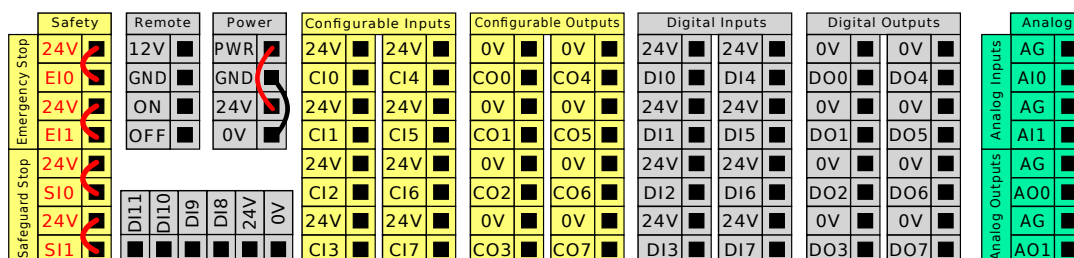 Safety
Emergency Stop
24V
EI0
24V
EI1
Safeguard Stop
24V
SI0
24V
SI1
Remote
12V
GND
ON
OFF
Power
PWR
GND
24V
0V
DI11
DI10
DI9
DI8
24V
0V
Configurable Inputs
24V 24V
CI0 CI4
24V 24V
CI1 CI5
24V 24V
CI2 CI6
24V 24V
CI3 CI7
Configurable Outputs
0V 0V
CO0 CO4
0V 0V
CO1 CO5
0V 0V
CO2 CO6
0V 0V
CO3 CO7
Digital Inputs
24V 24V
DI0 DI4
24V 24V
DI1 DI5
24V 24V
DI2 DI6
24V 24V
DI3 DI7
Digital Outputs
0V 0V
DO0 DO4
0V 0V
DO1 DO5
0V 0V
DO2 DO6
0V 0V
DO3 DO7
Analog
Analog Inputs
AG
AI0
AG
AI1
Analog Outputs
AG
AO0
AG
AO1